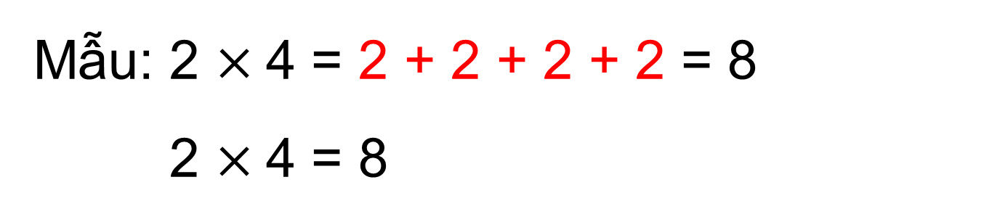 Mẫu: 2 × 4 = 2 + 2 + 2 + 2 = 8
2 × 4 = 8